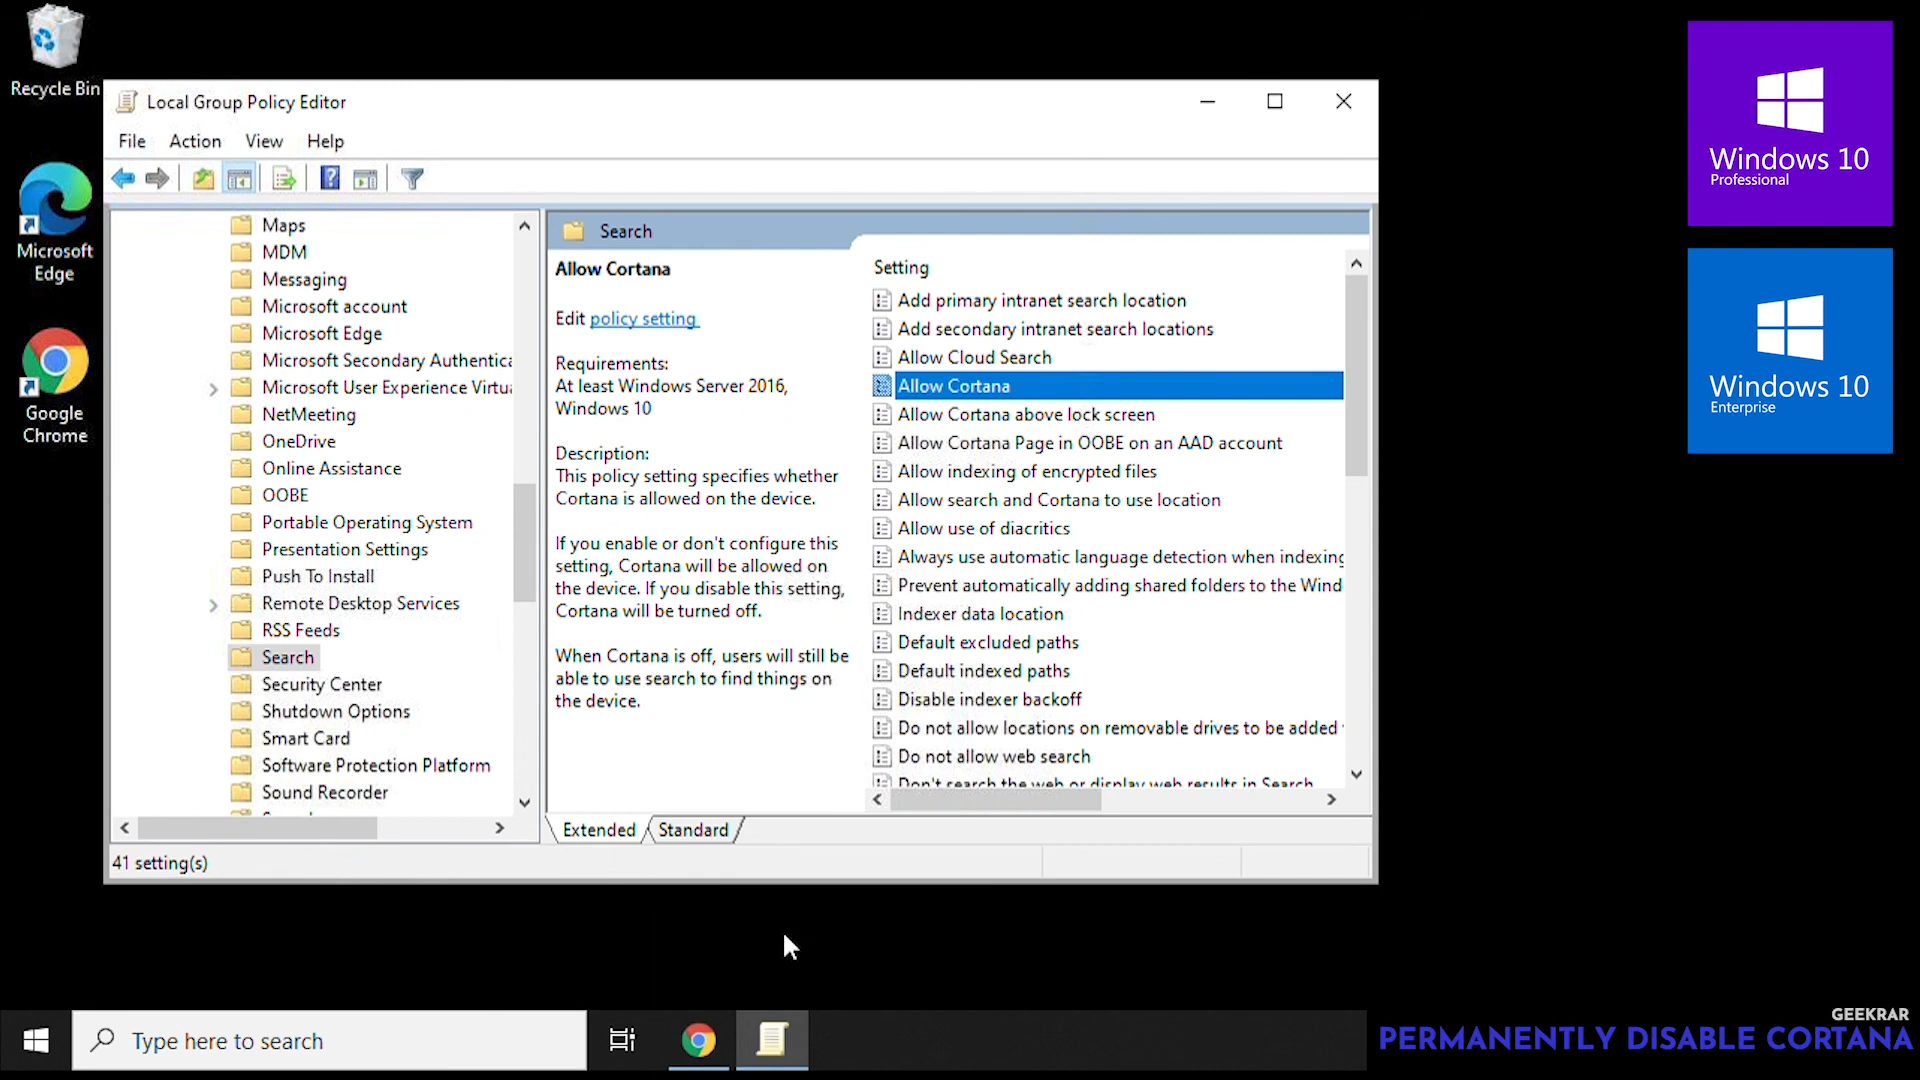 Recycle Bin
Microsoft
Edge
Google
Chrome
Local Group Policy Editor
File Action View Help
Maps
MDM
Messaging
Microsoft account
Microsoft Edge
Microsoft Secondary Authentica
Microsoft User Experience Virtua
NetMeeting
OneDrive
Online Assistance
OOBE
Portable Operating System
Presentation Settings
Push To Install
Remote Desktop Services
RSS Feeds
Search
Security Center
Shutdown Options
Smart Card
Software Protection Platform
Sound Recorder
Search
Allow Cortana
Edit policy setting
Requirements:
At least Windows Server 2016,
Windows 10
Description:
This policy setting specifies whether
Cortana is allowed on the device.
If you enable or don't configure this
setting, Cortana will be allowed on
the device. If you disable this setting,
Cortana will be turned off.
When Cortana is off, users will still be
able to use search to find things on
the device.
Setting
Add primary intranet search location
Add secondary intranet search locations
Allow Cloud Search
Allow Cortana
Allow Cortana above lock screen
Allow Cortana Page in OOBE on an AAD account
Allow indexing of encrypted files
Allow search and Cortana to use location
Allow use of diacritics
Always use automatic language detection when indexing
Prevent automatically adding shared folders to the Wind
Indexer data location
Default excluded paths
Default indexed paths
Disable indexer backoff
Do not allow locations on removable drives to be added
Do not allow web search
Don't search the web or display web results in Search
Extended Standard
41 setting(s)
Windows 10
Professional
Windows 10
Enterprise
Type here to search
GEEKRAR
PERMANENTLY DISABLE CORTANA